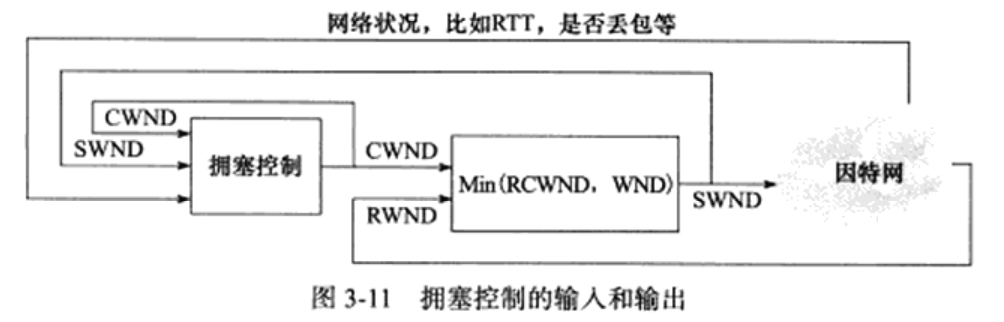 网络状况，比如RTT，是否丢包等
CWND
SWND
拥塞控制
CWND
RWND
Min(RCWND，WND)
SWND
因特网
图 3-11 拥塞控制的输入和输出